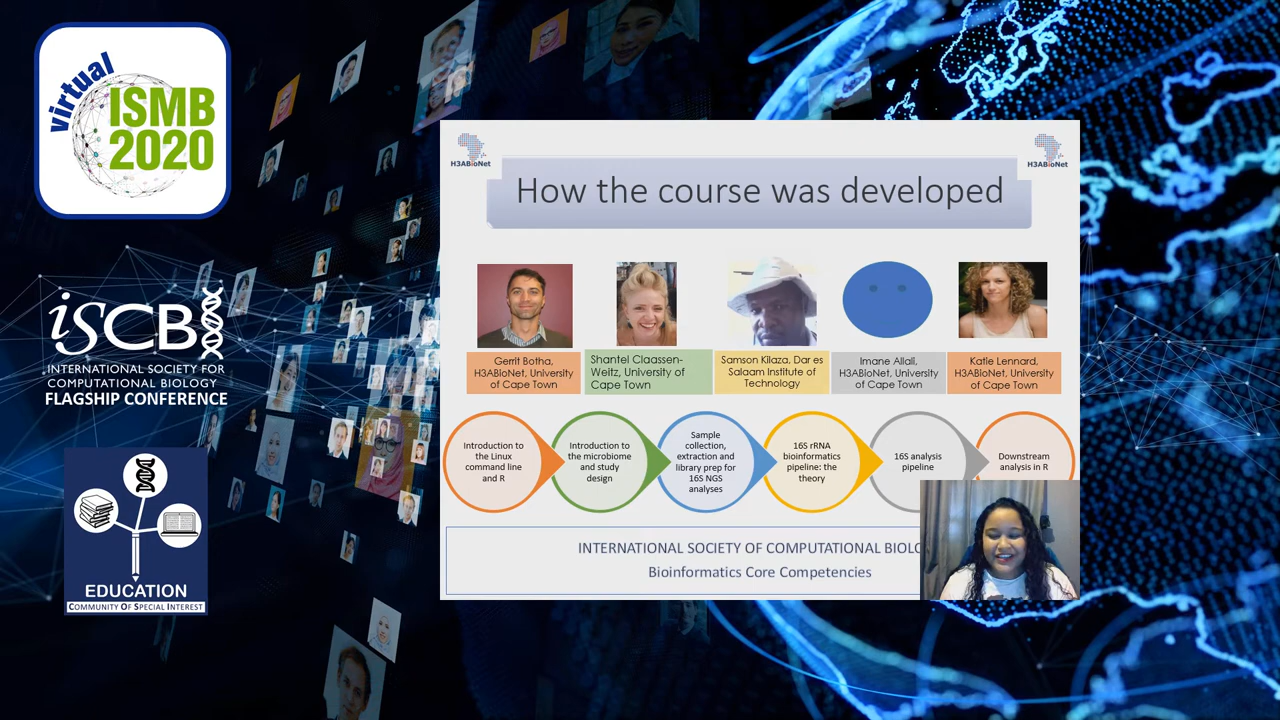 virtual
ISMB
2020
iSCB
INTERNATIONAL SOCIETY FOR
COMPUTATIONAL BIOLOGY
FLAGSHIP CONFERENCE
EDUCATION
COMMUNITY OF SPECIAL INTEREST
H3ABioNet
H3ABioNet
How the course was developed
Gerrit Botha,
H3ABioNet, University
of Cape Town
Shantel Claassen-
Weitz, University of
Cape Town
Samson Kilaza, Dar es
Salaam Institute of
Technology
Imane Allali,
H3ABioNet, University
of Cape Town
Katie Lennard,
H3ABioNet, University
of Cape Town
Introduction to
the Linux
command line
and R
Introduction to
the microbiome
and study
design
Sample
collection,
extraction and
library prep for
16S NGS
analyses
16S rRNA
bioinformatics
pipeline: the
theory
16S analysis
pipeline
Downstream
analysis in R
INTERNATIONAL SOCIETY OF COMPUTATIONAL BIOLO
Bioinformatics Core Competencies